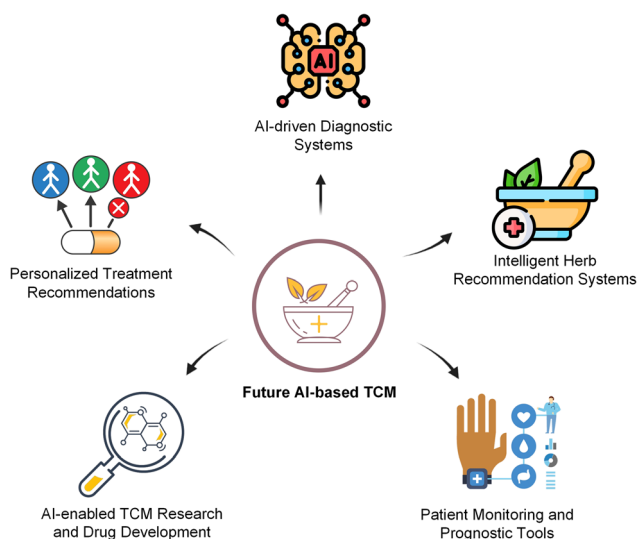 AI
AI-driven Diagnostic
Systems
Personalized Treatment
Recommendations
Intelligent Herb
Recommendation Systems
Future AI-based TCM
AI-enabled TCM Research
and Drug Development
Patient Monitoring and
Prognostic Tools